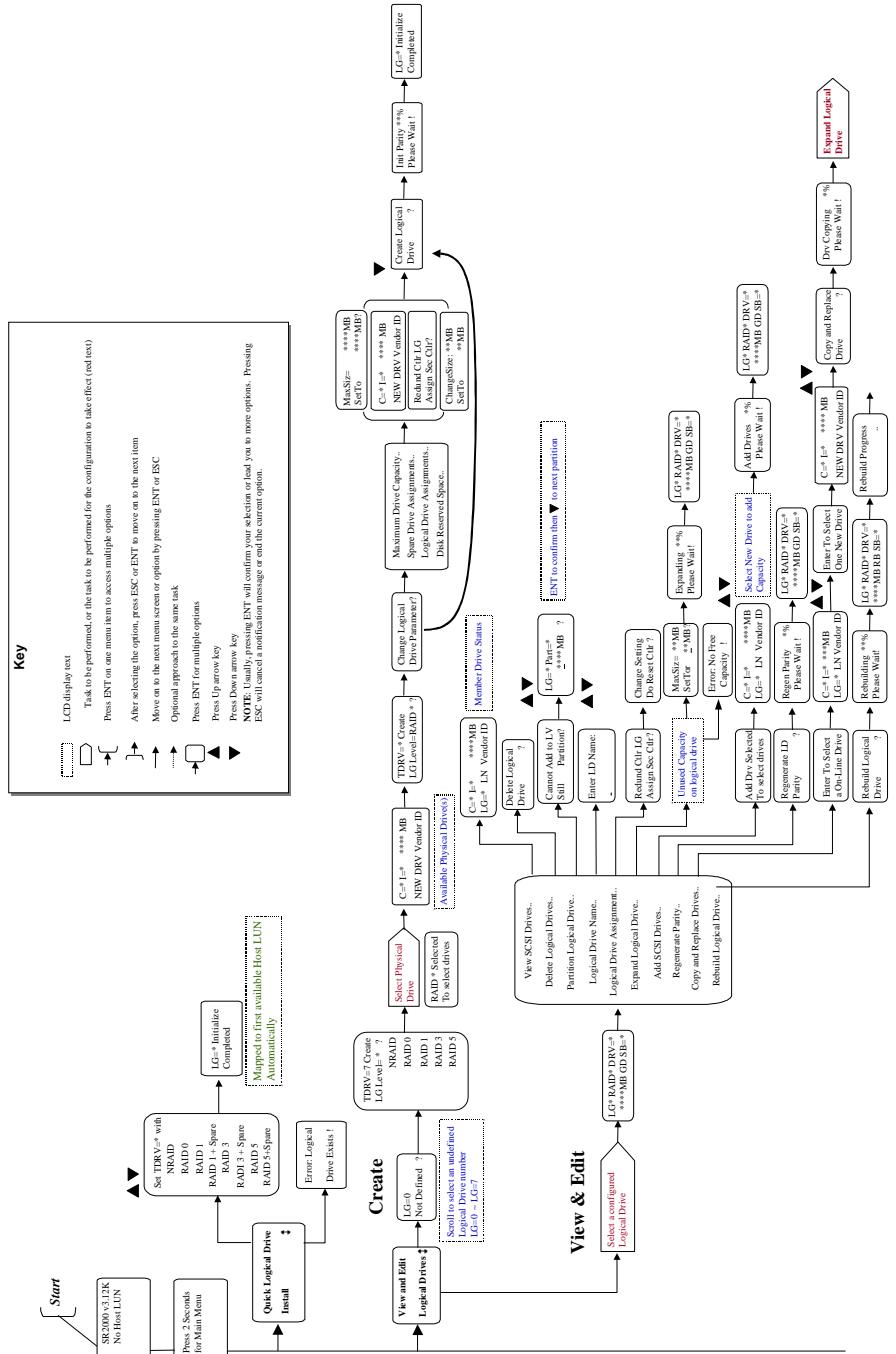 Key
LCD display text
Task to be performed, or the task to be performed for the configuration to take effect (red text)
Press ENT on one menu item to access multiple options
After selecting the option, press ESC or ENT to move on to the next item
Move on to the next menu screen or option by pressing ENT or ESC
Optional approach to the same task
Press ENT for multiple options
Press Up arrow key
Press Down arrow key
NOTE: Usually, pressing ENT will confirm your selection or lead you to more options. Pressing
ESC will cancel a notification message or end the current option.
Start
SR2000 v3.12K
No Host LUN
Press 2 Seconds
for Main Menu
Quick Logical Drive
Install
Set TDRV=* with
NRAID
RAID 0
RAID 1
RAID 1 + Spare
RAID 3
RADI 3 + Spare
RAID 5
RAID 5+Spare
LG=* Initialize
Completed
Mapped to first available Host LUN
Automatically
Error: Logical
Drive Exists !
Create
View and Edit
Logical Drives
LG=0
Not Defined ?
Scroll to select an undefined
Logical Drive number
LG=0 ~ LG=7
TDRV=7 Create
LG Level= * ?
NRAID
RAID 0
RAID 1
RAID 3
RAID 5
Select Physical
Drive
RAID * Selected
To select drives
C=* I=* **** MB
NEW DRV Vendor ID
Available Physical Drive(s)
TDRV=* Create
LG Level=RAID * ?
Change Logical
Drive Parameter?
Maximum Drive Capacity..
Spare Drive Assignments..
Logical Drive Assignments..
Disk Reserved Space..
MaxSiz= ****MB
SetTo ****MB?
C=* I=* **** MB
NEW DRV Vendor ID
Redund Ctlr LG
Assign Sec Ctlr?
ChangeSize: **MB
SetTo **MB
Create Logical
Drive ?
Init Parity **%
Please Wait !
LG=* Initialize
Completed
View & Edit
Select a configured
Logical Drive
LG* RAID* DRV=*
****MB GD SB=*
View SCSI Drives..
Delete Logical Drives..
Partition Logical Drive..
Logical Drive Name..
Logical Drive Assignment..
Expand Logical Drive..
Add SCSI Drives..
Regenerate Parity..
Copy and Replace Drives..
Rebuild Logical Drive..
C=* I=* ****MB
LG=* LN Vendor ID
Member Drive Status
Delete Logical
Drive ?
Cannot Add to LV
Still Partition?
LG=* Part=*
**** MB ?
ENT to confirm then ▼ to next partition
Enter LD Name:
_
Redund Ctlr LG
Assign Sec Ctlr?
Change Setting
Do Reset Ctlr ?
Unused Capacity
on logical drive
MaxSiz= **MB
SetTor **MB?
Expanding **%
Please Wait!
LG* RAID* DRV=*
****MB GD SB=*
Error: No Free
Capacity !
Add Drv Selected
To select drives
C=* I=* ****MB
LG=* LN Vendor ID
Select New Drive to add
Capacity
Add Drives *%
Please Wait !
LG* RAID* DRV=*
****MB GD SB=*
Regenerate LD
Parity ?
Regen Parity *%
Please Wait !
LG* RAID* DRV=*
****MB GD SB=*
Enter To Select
a On-Line Drive
C=* I=* ***MB
LG=* LN Vendor ID
Enter To Select
One New Drive
C=* I=* **** MB
NEW DRV Vendor ID
Copy and Replace
Drive ?
Drv Copying *%
Please Wait !
Expand Logical
Drive
Rebuild Logical
Drive ?
Rebuilding **%
Please Wait!
LG* RAID* DRV=*
****MB RB SB=*
Rebuild Progress
..